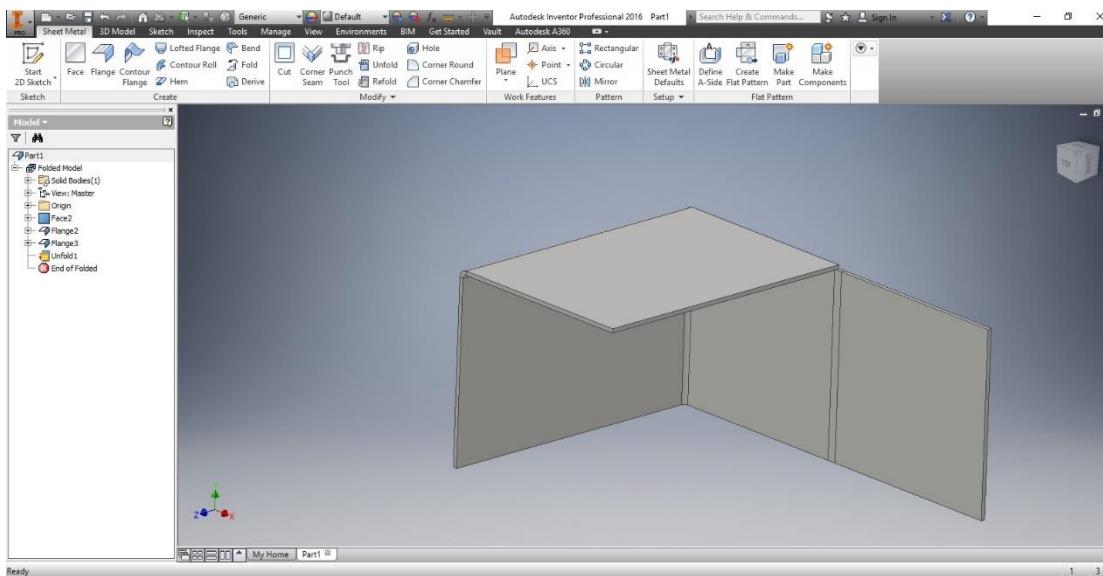 Generic Default Autodesk Inventor Professional 2016 Part1 Search Help & Commands... Sign In
PRO Sheet Metal 3D Model Sketch Inspect Tools Manage View Environments BIM Get Started Vault Autodesk A360
Lofted Flange Bend Rip Hole Axis Rectangular
Contour Roll Fold Unfold Corner Round Point Circular
Start 2D Sketch Face Flange Contour Flange Hem Derive Cut Corner Seam Punch Tool Refold Corner Chamfer Plane UCS Mirror Sheet Metal Defaults Define A-Side Create Flat Pattern Make Part Make Components
Sketch Create Modify Work Features Pattern Setup Flat Pattern
Model
Part1
Folded Model
Solid Bodies(1)
View: Master
Origin
Face2
Flange2
Flange3
Unfold1
End of Folded
Z X
My Home Part1
Ready 1 3